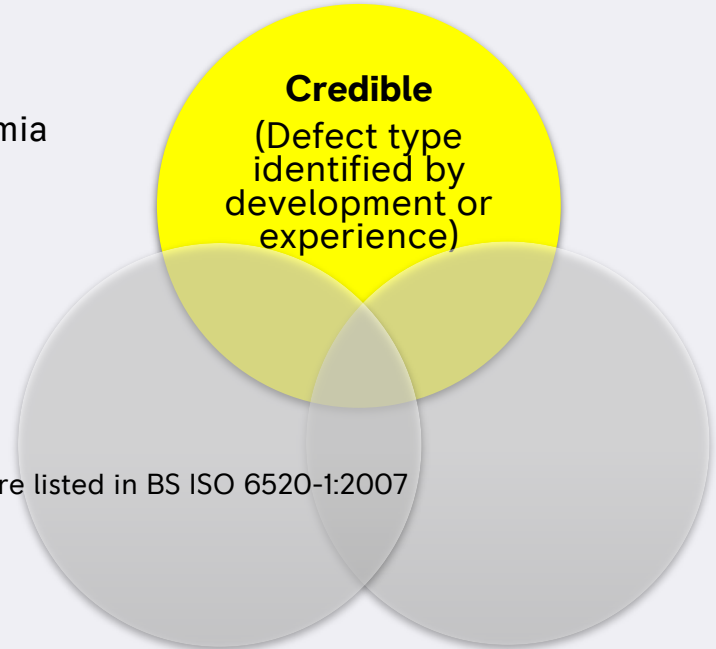 Credible
mia
(Defect type
identified by
development or
experience)
re listed in BS ISO 6520-1:2007